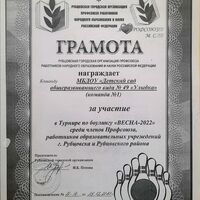 РУБЦОВСКАЯ ГОРОДСКАЯ ОРГАНИЗАЦИЯ
ПРОФСОЮЗА РАБОТНИКОВ
НАРОДНОГО ОБРАЗОВАНИЯ И НАУКИ
РОССИЙСКОЙ ФЕДЕРАЦИИ
ГРАМОТА
РУБЦОВСКАЯ ГОРОДСКАЯ ОРГАНИЗАЦИЯ ПРОФСОЮЗА
РАБОТНИКОВ НАРОДНОГО ОБРАЗОВАНИЯ И НАУКИ РОССИЙСКОЙ ФЕДЕРАЦИИ
награждает
Команду
МБДОУ «Детский сад
общеразвивающего вида № 49 «Улыбка»
(команда №1)
за участие
в Турнире по боулингу «ВЕСНА-2022»
среди членов Профсоюза,
работников образовательных учреждений
г. Рубцовска и Рубцовского района
Председатель